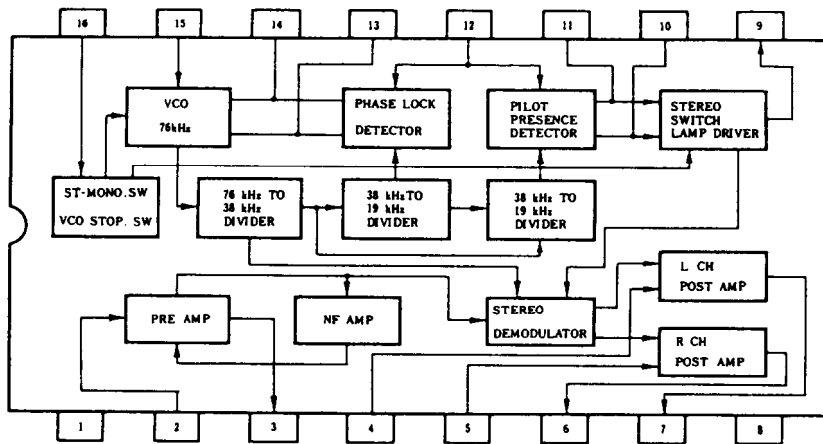 16 15 14 13 12 11 10 9
VCO
76kHz
PHASE LOCK
DETECTOR
PILOT
PRESENCE
DETECTOR
STEREO
SWITCH
LAMP DRIVER
ST-MONO.SW
VCO STOP. SW
76 kHz TO
38 kHz
DIVIDER
38 kHzTO
19 kHz
DIVIDER
38 kHz TO
19 kHz
DIVIDER
PRE AMP
NF AMP
STEREO
DEMODULATOR
L CH
POST AMP
R CH
POST AMP
1 2 3 4 5 6 7 8